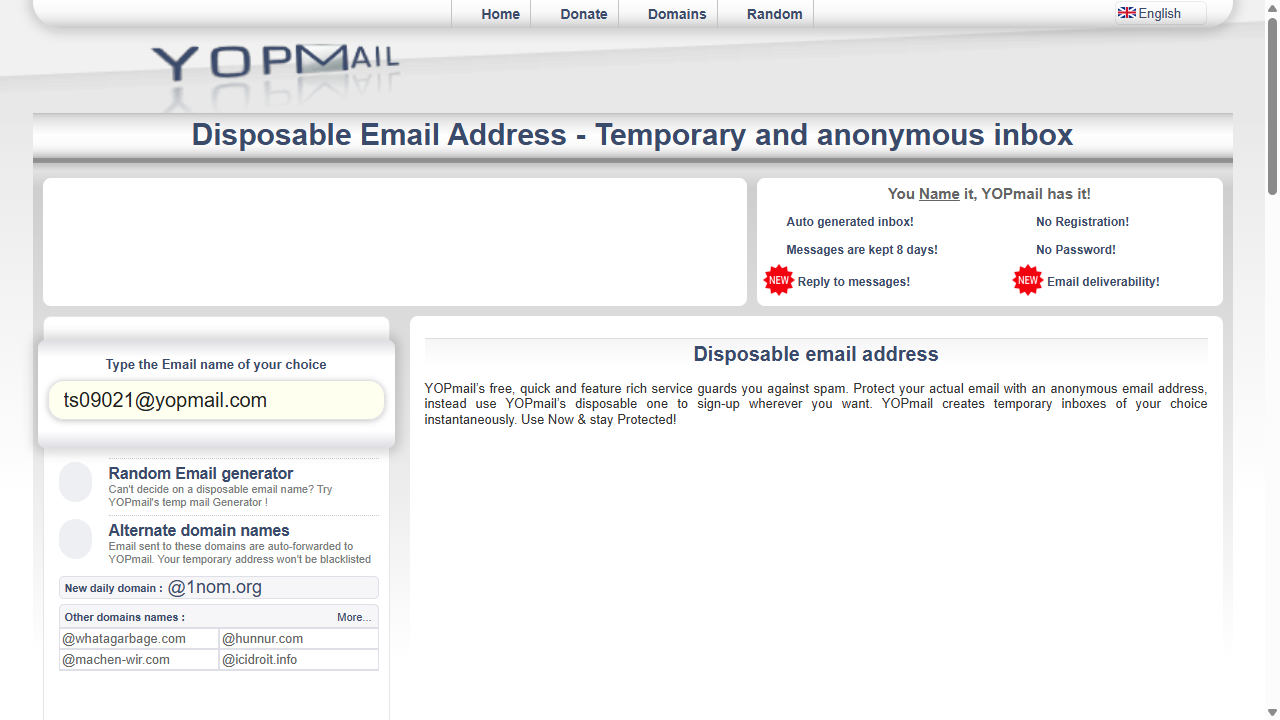 Home Donate Domains Random English
YOPMAIL
Disposable Email Address - Temporary and anonymous inbox
You Name it, YOPmail has it!
Auto generated inbox! No Registration!
Messages are kept 8 days! No Password!
NEW Reply to messages! NEW Email deliverability!
Type the Email name of your choice
ts09021@yopmail.com
Random Email generator
Can't decide on a disposable email name? Try
YOPmail's temp mail Generator !
Alternate domain names
Email sent to these domains are auto-forwarded to
YOPmail. Your temporary address won't be blacklisted
New daily domain : @1nom.org
Other domains names : More...
@whatagarbage.com @hunnur.com
@machen-wir.com @icidroit.info
Disposable email address
YOPmail's free, quick and feature rich service guards you against spam. Protect your actual email with an anonymous email address,
instead use YOPmail's disposable one to sign-up wherever you want. YOPmail creates temporary inboxes of your choice
instantaneously. Use Now & stay Protected!